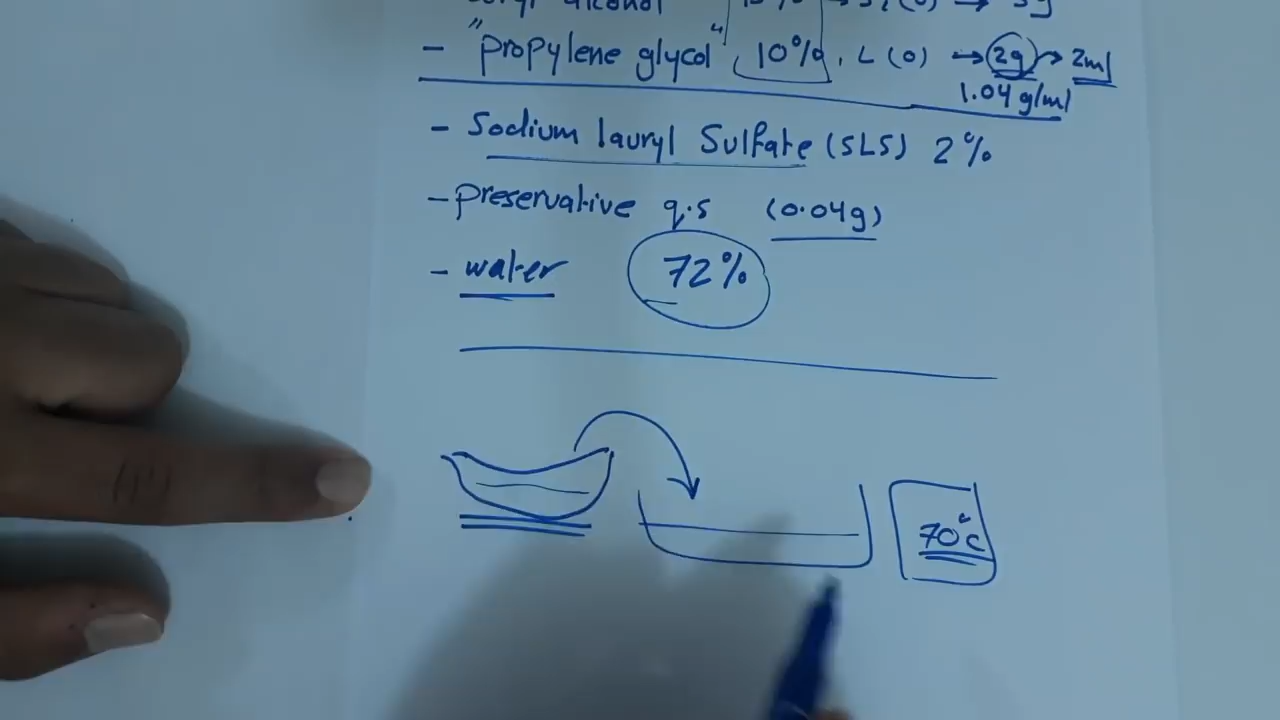 alcohol
- "propylene glycol" 10%, L (O) → 2g → 2ml
1.04 g/ml
- Sodium lauryl Sulfate (SLS) 2%
- Preservative q.s (0.04g)
- water 72%
70°C